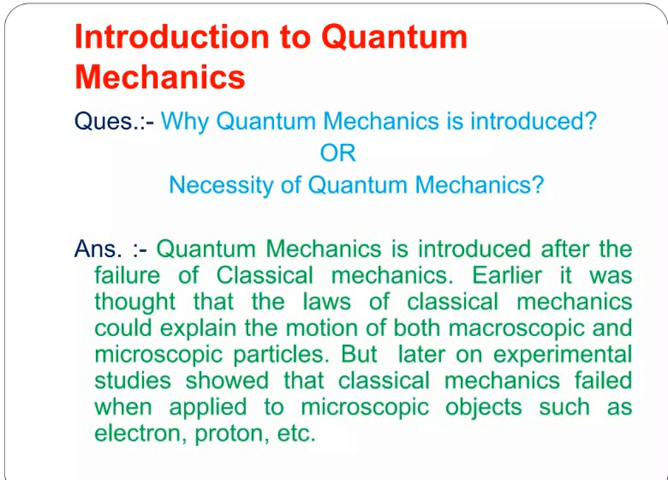 Introduction to Quantum
Mechanics
Ques.:- Why Quantum Mechanics is introduced?
OR
Necessity of Quantum Mechanics?
Ans. :- Quantum Mechanics is introduced after the
failure of Classical mechanics. Earlier it was
thought that the laws of classical mechanics
could explain the motion of both macroscopic and
microscopic particles. But later on experimental
studies showed that classical mechanics failed
when applied to microscopic objects such as
electron, proton, etc.